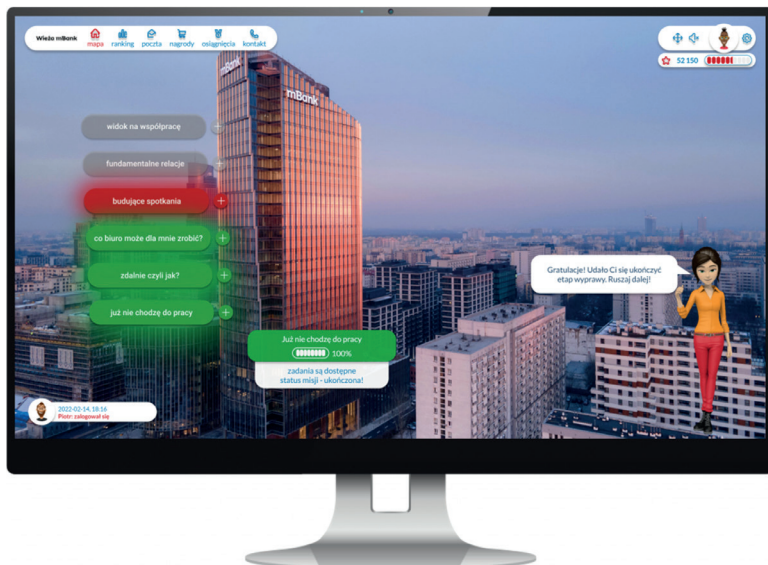 Wieża mBank
mapa
ranking
poczta
nagrody
osiągnięcia
kontakt
52 150
mBank
widok na współpracę
fundamentalne relacje
budujące spotkania
co biuro może dla mnie zrobić?
zdalnie czyli jak?
już nie chodzę do pracy
Gratulacje! Udało Ci się ukończyć
etap wyprawy. Ruszaj dalej!
Już nie chodzę do pracy
100%
zadania są dostępne
status misji - ukończona!
2022-02-14, 18:16
Piotr: zalogował się